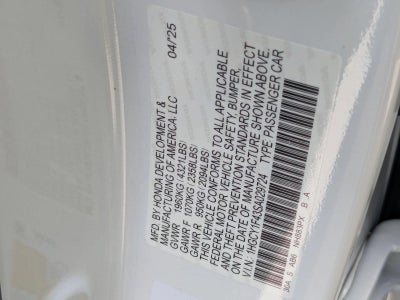 MFD BY HONDA DEVELOPMENT & 04/25
MANUFACTURING OF AMERICA, LLC
GVWR 1960KG(4321LBS)
GAWR F 1070KG(2358LBS)
GAWR R 950KG(2094LBS)
THIS VEHICLE CONFORMS TO ALL APPLICABLE
FEDERAL MOTOR VEHICLE SAFETY, BUMPER,
THEFT PREVENTION STANDARDS IN EFFECT
ON THE DATE OF MANUFACTURE SHOWN ABOVE.
V.I.N: TYPE: PASSENGER CAR
30A S AB6 NH883PX B A